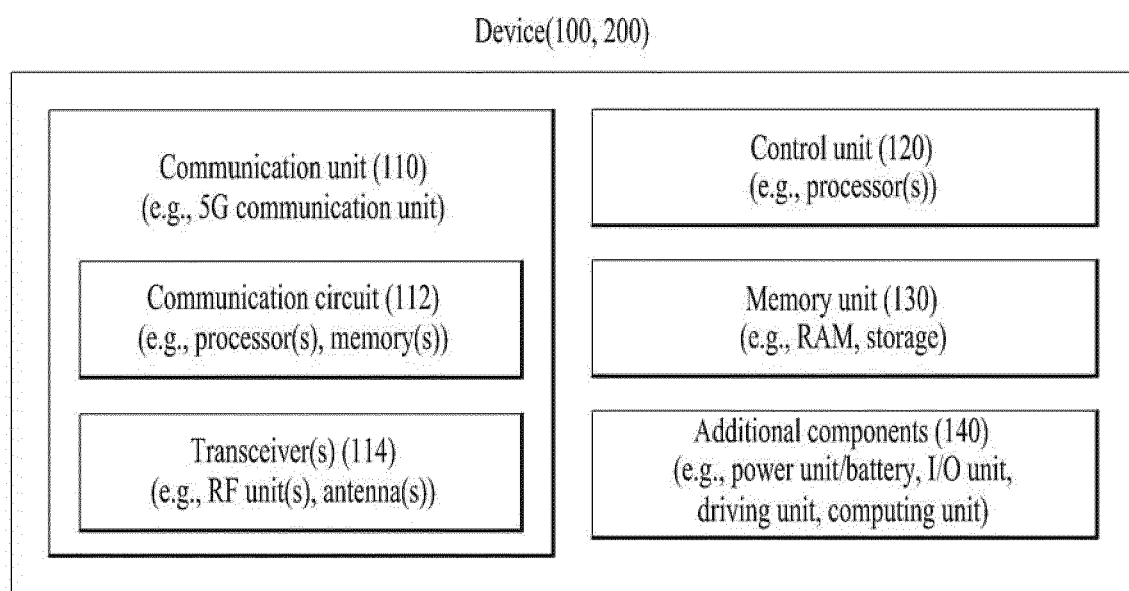 Device(100, 200)
Communication unit (110)
(e.g., 5G communication unit)
Communication circuit (112)
(e.g., processor(s), memory(s))
Transceiver(s) (114)
(e.g., RF unit(s), antenna(s))
Control unit (120)
(e.g., processor(s))
Memory unit (130)
(e.g., RAM, storage)
Additional components (140)
(e.g., power unit/battery, I/O unit,
driving unit, computing unit)